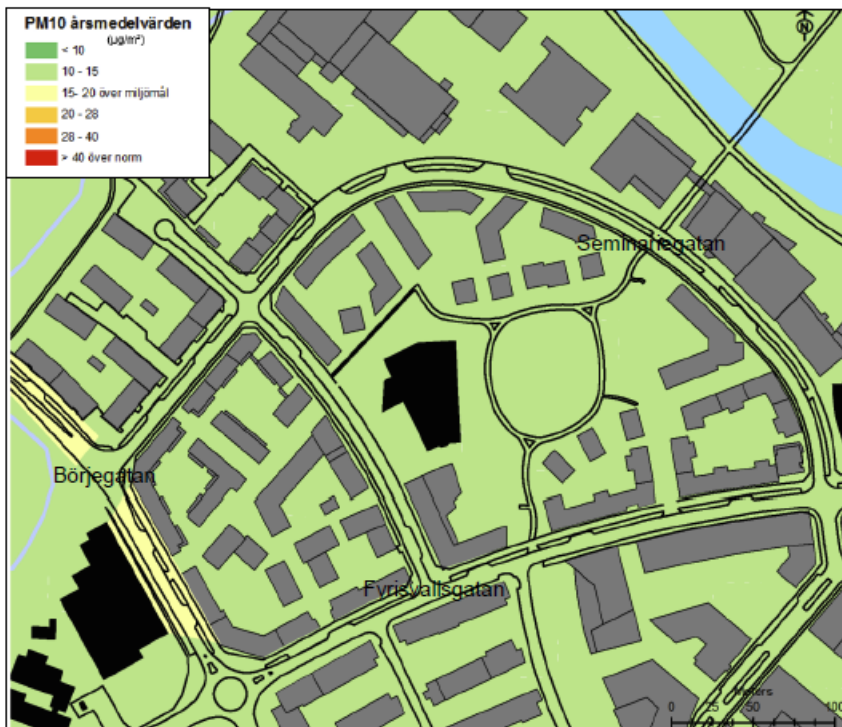 PM10 årsmedelvärden
(µg/m³)
< 10
10 - 15
15- 20 över miljömål
20 - 28
28 - 40
> 40 över norm
N
Seminariegatan
Börjegatan
Fyrisvallsgatan
Meters
0 25 50 100